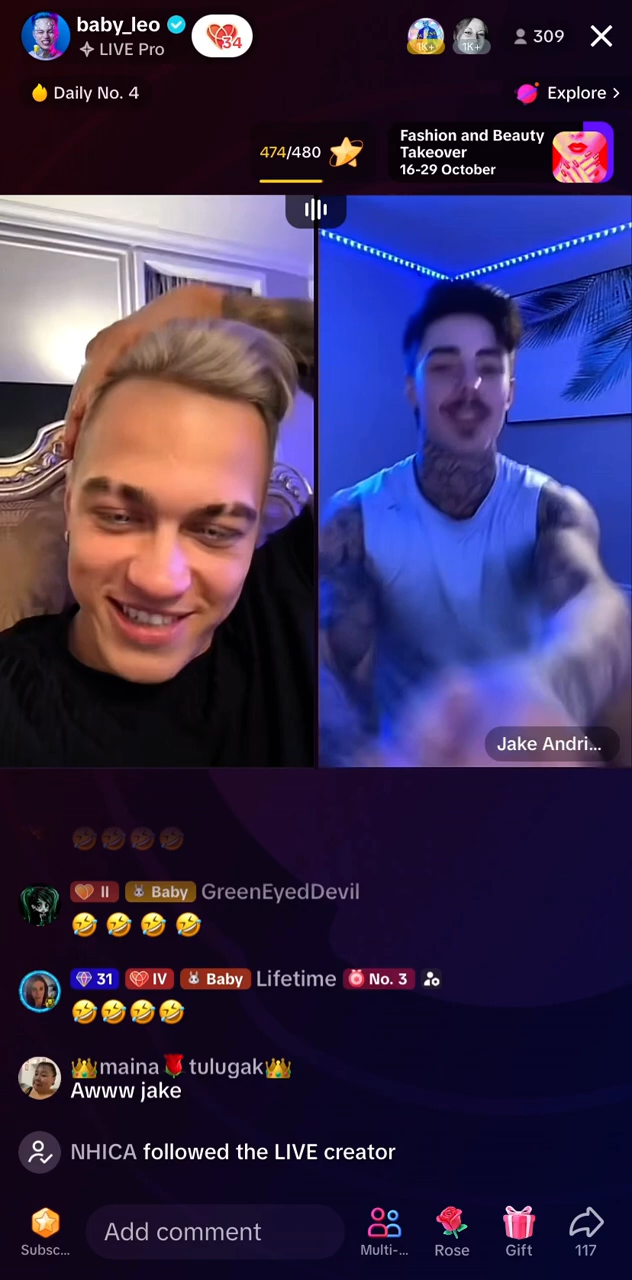 baby_leo
34
LIVE Pro
1K+
1K+
309
Daily No. 4
Explore
474/480
Fashion and Beauty
Takeover
16-29 October
Jake Andri...
II
Baby
GreenEyedDevil
31
IV
Baby
Lifetime
No. 3
maina🌹tulugak
Awww jake
NHICA followed the LIVE creator
Add comment
Subsc...
Multi-...
Rose
Gift
117